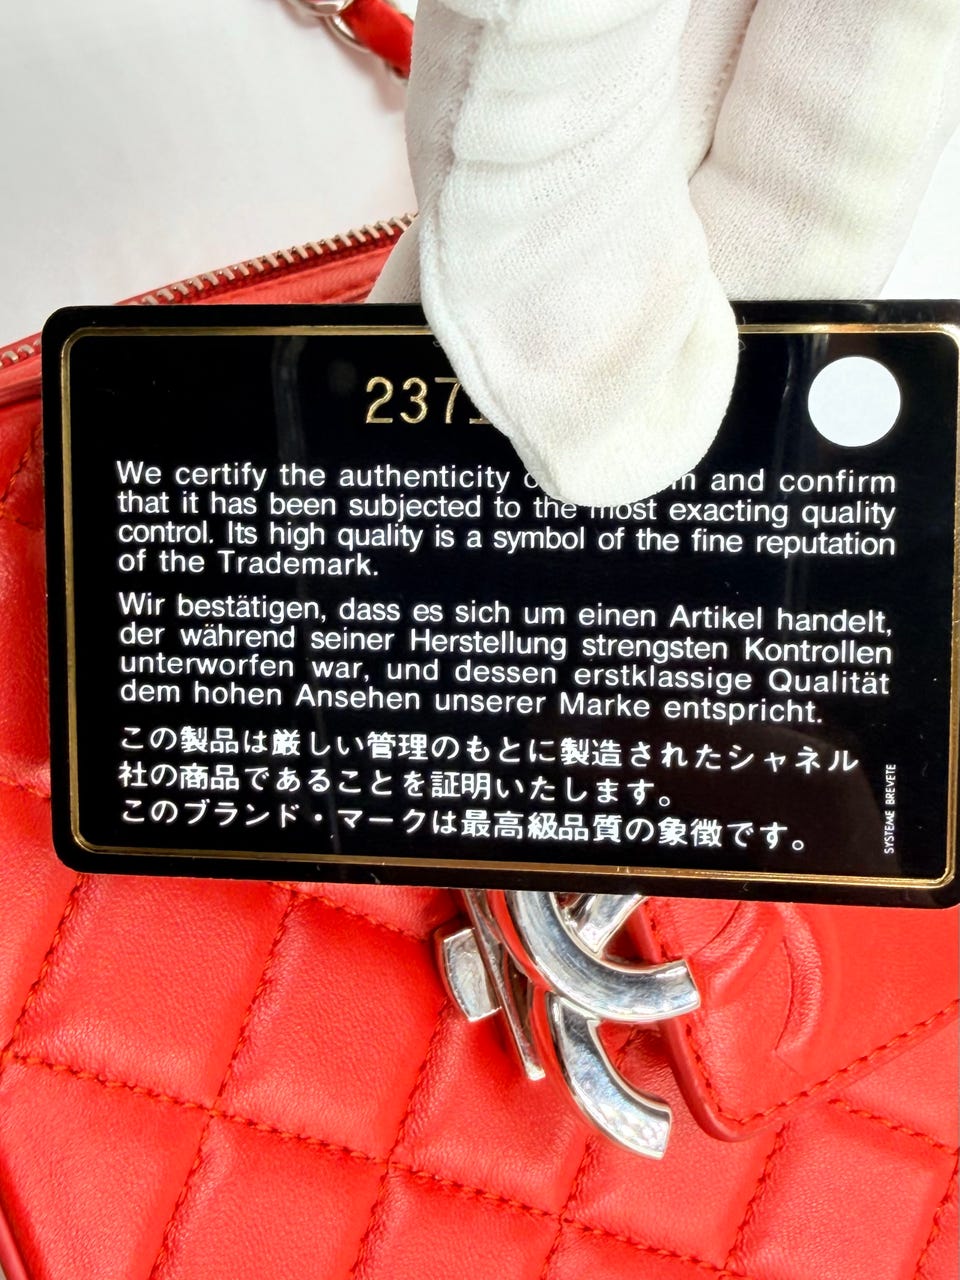 2371
We certify the authenticity and confirm
that it has been subjected to the most exacting quality
control. Its high quality is a symbol of the fine reputation
of the Trademark.
Wir bestätigen, dass es sich um einen Artikel handelt,
der während seiner Herstellung strengsten Kontrollen
unterworfen war, und dessen erstklassige Qualität
dem hohen Ansehen unserer Marke entspricht.
この製品は厳しい管理のもとに製造されたシャネル
社の商品であることを証明いたします。
このブランド・マークは最高級品質の象徴です。
SYSTEME BREVETE